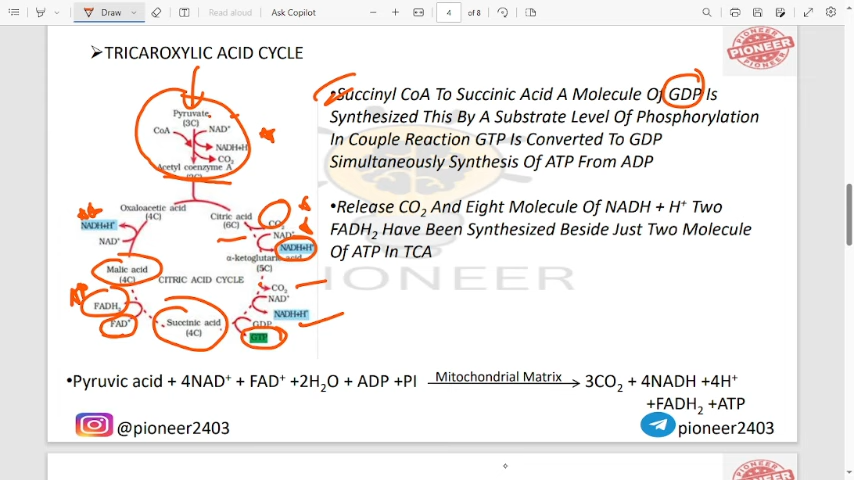 Draw
Read aloud
Ask Copilot
4
of 8
➢TRICAROXYLIC ACID CYCLE
PIONEER
Pyruvate
(3C)
CoA
NAD⁺
NADH+H⁺
CO₂
Acetyl coenzyme A
(2C)
Oxaloacetic acid
(4C)
Citric acid
(6C)
CO₂
NAD⁺
NADH+H⁺
NADH+H⁺
NAD⁺
α-ketoglutaric acid
(5C)
Malic acid
(4C)
CITRIC ACID CYCLE
CO₂
NAD⁺
NADH+H⁺
FADH₂
FAD⁺
Succinic acid
(4C)
GDP
GTP
•Succinyl CoA To Succinic Acid A Molecule Of GDP Is
Synthesized This By A Substrate Level Of Phosphorylation
In Couple Reaction GTP Is Converted To GDP
Simultaneously Synthesis Of ATP From ADP
•Release CO₂ And Eight Molecule Of NADH + H⁺ Two
FADH₂ Have Been Synthesized Beside Just Two Molecule
Of ATP In TCA
PIONEER
•Pyruvic acid + 4NAD⁺ + FAD⁺ +2H₂O + ADP +PI Mitochondrial Matrix 3CO₂ + 4NADH +4H⁺
+FADH₂ +ATP
@pioneer2403
pioneer2403